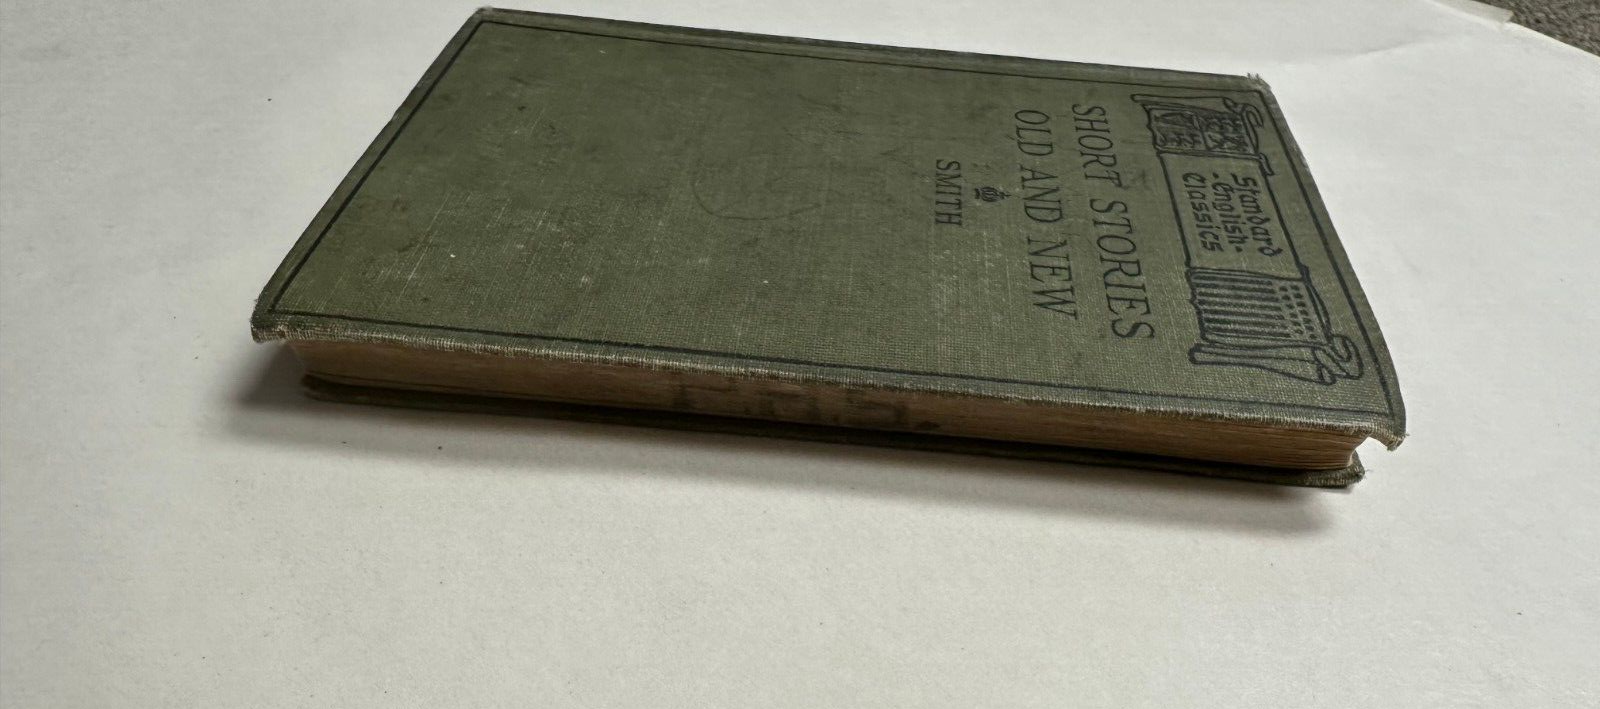 Standard
-English-
Classics
SHORT STORIES
OLD AND NEW
SMITH